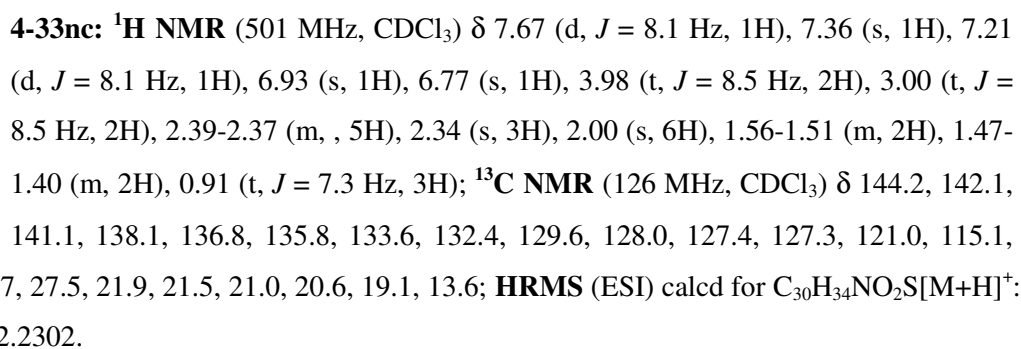 4-33nc: ¹H NMR (501 MHz, CDCl₃) δ 7.67 (d, J = 8.1 Hz, 1H), 7.36 (s, 1H), 7.21
(d, J = 8.1 Hz, 1H), 6.93 (s, 1H), 6.77 (s, 1H), 3.98 (t, J = 8.5 Hz, 2H), 3.00 (t, J =
8.5 Hz, 2H), 2.39-2.37 (m, , 5H), 2.34 (s, 3H), 2.00 (s, 6H), 1.56-1.51 (m, 2H), 1.47-
1.40 (m, 2H), 0.91 (t, J = 7.3 Hz, 3H); ¹³C NMR (126 MHz, CDCl₃) δ 144.2, 142.1,
141.1, 138.1, 136.8, 135.8, 133.6, 132.4, 129.6, 128.0, 127.4, 127.3, 121.0, 115.1,
7, 27.5, 21.9, 21.5, 21.0, 20.6, 19.1, 13.6; HRMS (ESI) calcd for C₃₀H₃₄NO₂S[M+H]⁺:
2.2302.